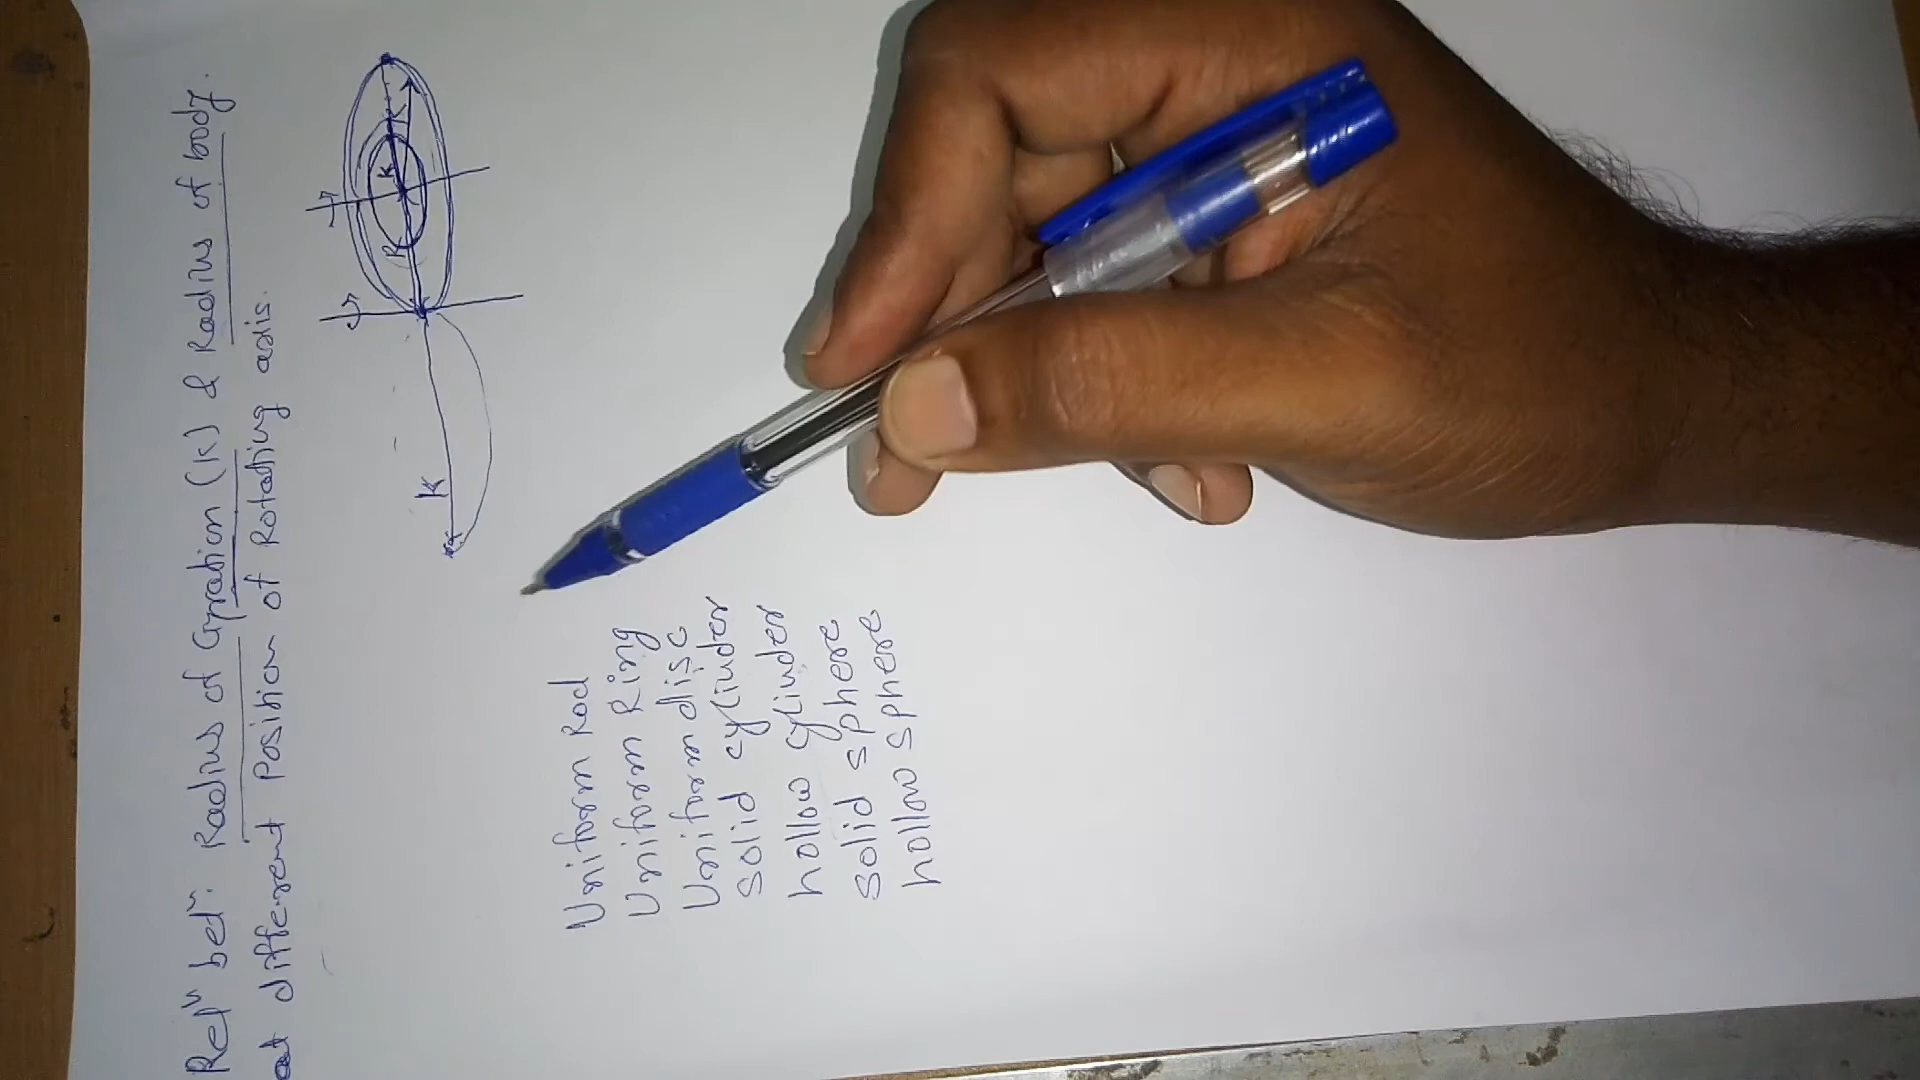 Relⁿ betⁿ Radius of Gyration (K) & Radius of body.
at different Position of Rotating axis.
K
K
R
K
Uniform Rod
Uniform Ring
Uniform disc
Solid cylinder
hollow cylinder
Solid sphere
hollow sphere